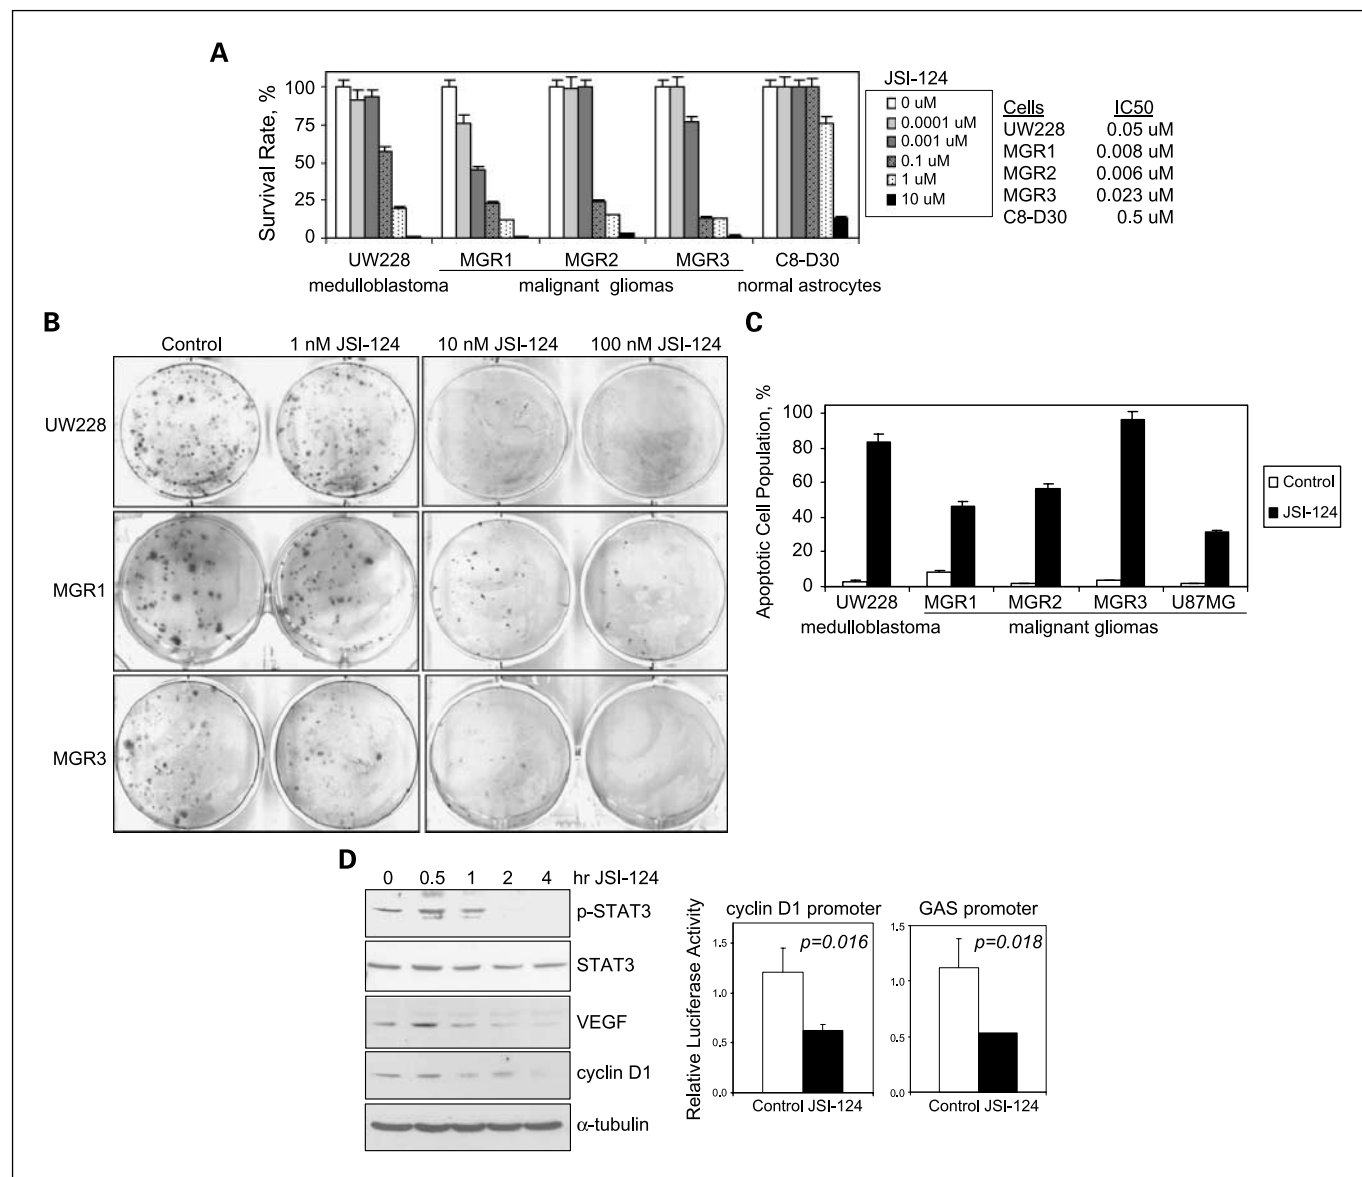 A
Survival Rate, %
100
75
50
25
0
UW228
MGR1
MGR2
MGR3
C8-D30
medulloblastoma
malignant gliomas
normal astrocytes
JSI-124
0 uM
0.0001 uM
0.001 uM
0.1 uM
1 uM
10 uM
Cells IC50
UW228 0.05 uM
MGR1 0.008 uM
MGR2 0.006 uM
MGR3 0.023 uM
C8-D30 0.5 uM
B
Control 1 nM JSI-124 10 nM JSI-124 100 nM JSI-124
UW228
MGR1
MGR3
C
Apoptotic Cell Population, %
100
80
60
40
20
0
UW228 MGR1 MGR2 MGR3 U87MG
medulloblastoma malignant gliomas
Control
JSI-124
D
0 0.5 1 2 4 hr JSI-124
p-STAT3
STAT3
VEGF
cyclin D1
α-tubulin
Relative Luciferase Activity
cyclin D1 promoter
p=0.016
1.5
1.0
0.5
0.0
Control JSI-124
GAS promoter
p=0.018
1.5
1.0
0.5
0.0
Control JSI-124